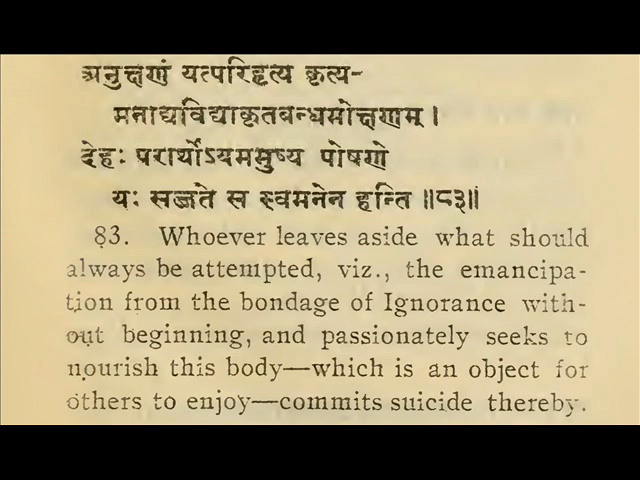 अनुक्षणं यत्परिहृत्य कृत्य-
मनाद्यविद्याकृतबन्धमोक्षणम् ।
देहः परार्थोऽयममुष्य पोषणे
यः सज्जते स स्वमनेन हन्ति ॥८३॥
83. Whoever leaves aside what should
always be attempted, viz., the emancipa-
tion from the bondage of Ignorance with-
out beginning, and passionately seeks to
nourish this body—which is an object for
others to enjoy—commits suicide thereby.